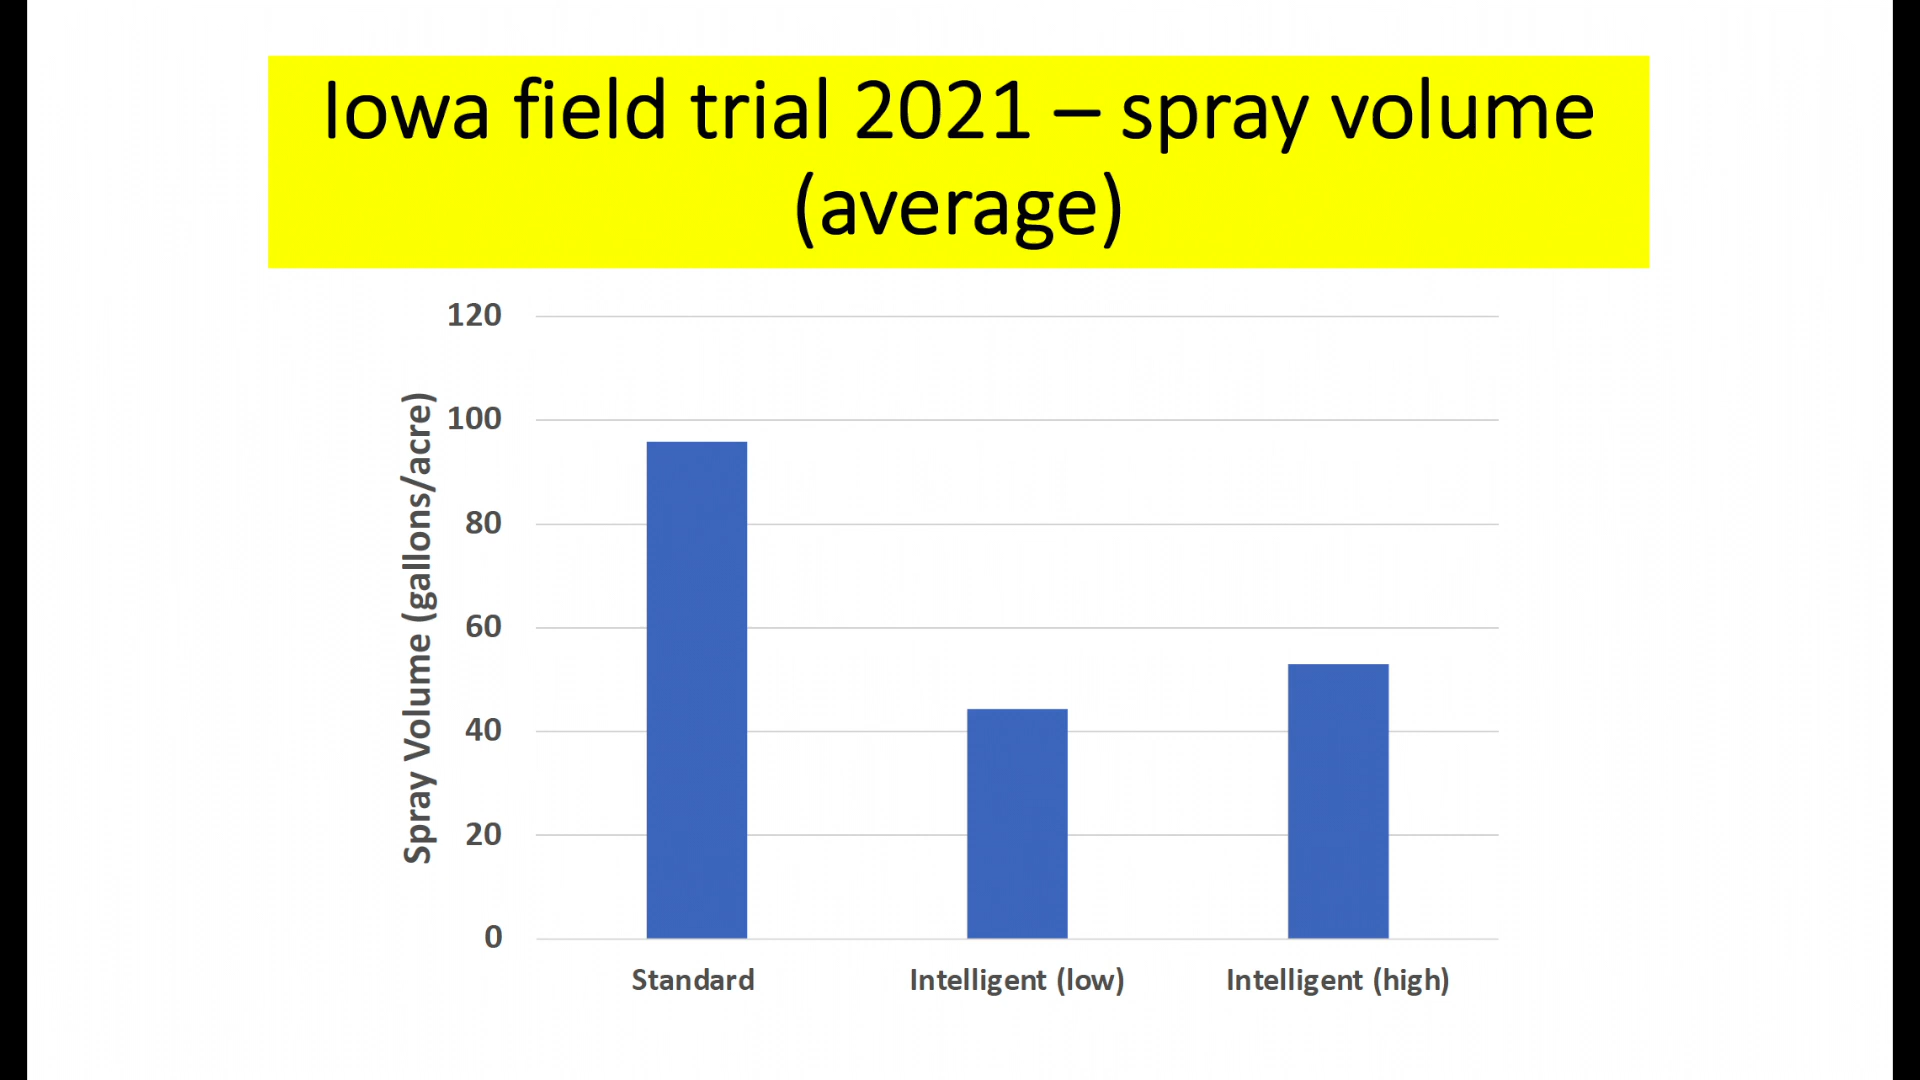 Iowa field trial 2021 – spray volume
(average)
Spray Volume (gallons/acre)
120
100
80
60
40
20
0
Standard
Intelligent (low)
Intelligent (high)